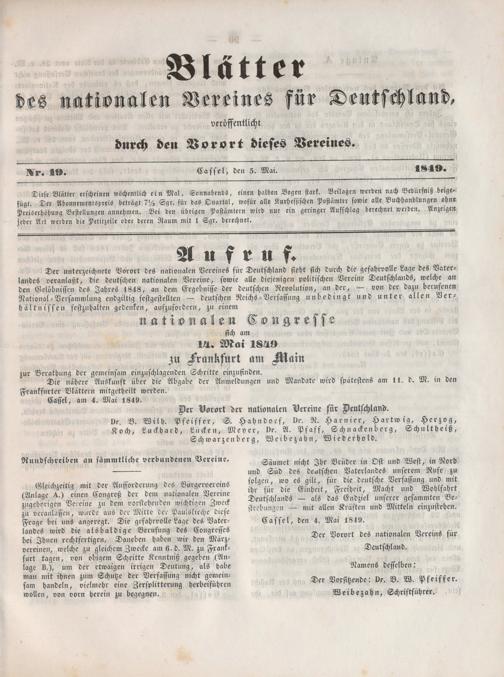 Blätter
des nationalen Vereines für Deutschland,
veröffentlicht
durch den Vorort dieses Vereines.
Nr. 19. Cassel, den 5. Mai. 1849.
Diese Blätter erscheinen wöchentlich ein Mal, Sonnabends, einen halben Bogen stark. Beilagen werden nach Bedürfniß beige-
fügt. Der Abonnementspreis beträgt 7½ Sgr. für das Quartal, wofür alle Kurhessischen Postämter sowie alle Buchhandlungen ohne
Preiserhöhung Bestellungen annehmen. Bei den übrigen Postämtern wird nur ein geringer Aufschlag berechnet werden. Anzeigen
jeder Art werden die Petitzeile oder deren Raum mit 1 Sgr. berechnet.
Aufruf.
Der unterzeichnete Vorort des nationalen Vereins für Deutschland sieht sich durch die gefahrvolle Lage des Vater-
landes veranlaßt, die deutschen nationalen Vereine, sowie alle diejenigen politischen Vereine Deutschlands, welche an
den Gelöbnissen des Jahres 1848, an dem Ergebnisse der deutschen Revolution, an der, — von der dazu berufenen
National-Versammlung endgiltig festgestellten — deutschen Reichs-Verfassung unbedingt und unter allen Ver-
hältnissen festzuhalten gedenken, aufzufordern, zu einem
nationalen Congresse
sich am
14. Mai 1849
zu Frankfurt am Main
zur Berathung der gemeinsam einzuschlagenden Schritte einzufinden.
Die nähere Auskunft über die Abgabe der Anmeldungen und Mandate wird spätestens am 11. d. M. in den
Frankfurter Blättern mitgetheilt werden.
Cassel, am 4. Mai 1849.
Der Vorort der nationalen Vereine für Deutschland.
Dr. B. Wilh. Pfeiffer, S. Hahndorf, Dr. N. Harnier, Hartwig, Herzog,
Koch, Luckhard, Lucken, Meyer, Dr. A. Pfaff, Schnackenberg, Schultheiß,
Schwarzenberg, Weibezahn, Wiederhold.
Rundschreiben an sämmtliche verbundenen Vereine.
Gleichzeitig mit der Aufforderung des Bürgervereins
(Anlage A.) einen Congreß der dem nationalen Vereine
zugehörigen Vereine zu dem vorstehenden wichtigen Zweck
zu veranlassen, wurde aus der Mitte der Paulskirche diese
Frage bei uns angeregt. Die gefahrvolle Lage des Vater-
landes wird die alsbaldige Berufung des Congresses
bei Ihnen rechtfertigen. Daneben haben wir den März-
vereinen, welche zu gleichem Zweck am 6. d. M. zu Frank-
furt tagen, von obigem Schritte Kenntniß gegeben (An-
lage B.), um der etwaigen irrigen Deutung, als habe
man mit ihnen zum Schutze der Verfassung nicht gemein-
sam handeln, vielmehr eine Zersplitterung herbeiführen
wollen, von vorn herein zu begegnen.
Säumet nicht Ihr Brüder in Ost und West, in Nord
und Süd des deutschen Vaterlandes unserem Rufe zu
folgen, wo es gilt, für die deutsche Verfassung und mit
ihr für die Einheit, Freiheit, Macht und Wohlfahrt
Deutschlands — als das Endziel unserer gesammten Be-
strebungen — mit allen Kräften und Mitteln einzustehen.
Cassel, den 4. Mai 1849.
Der Vorort des nationalen Vereins für
Deutschland.
Namens desselben:
Der Vorsitzende: Dr. B. W. Pfeiffer.
Weibezahn, Schriftführer.